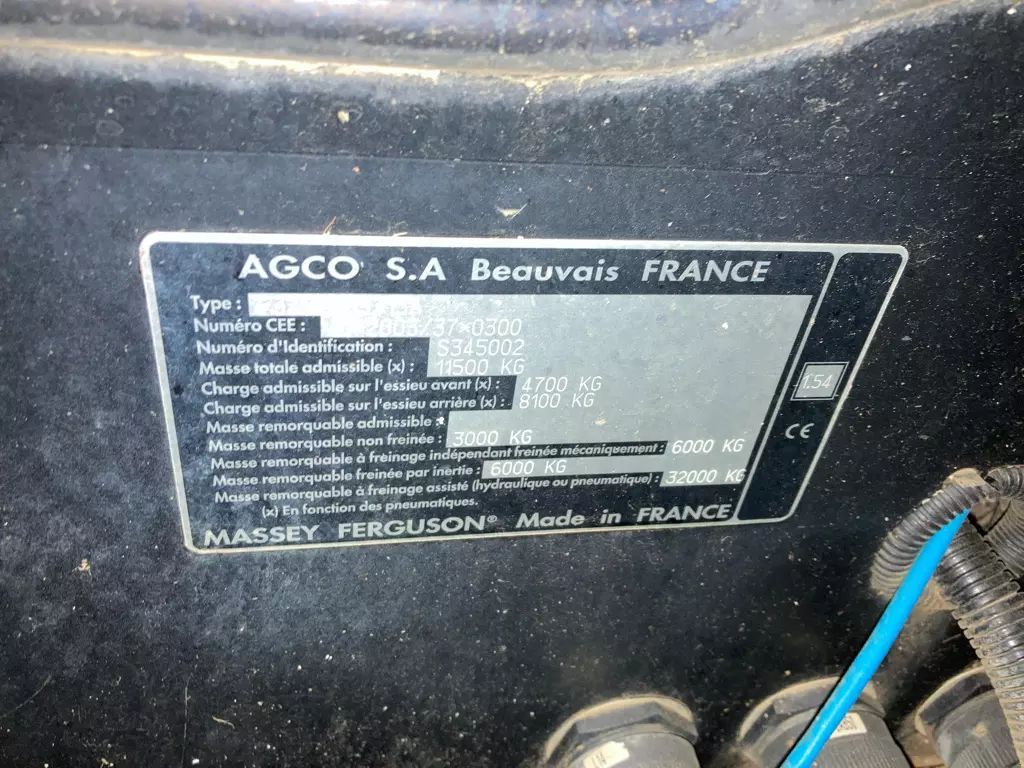 AGCO S.A Beauvais FRANCE
Type :
Numéro CEE : 2003/37*0300
Numéro d'Identification : S345002
Masse totale admissible (x) : 11500 KG
Charge admissible sur l'essieu avant (x) : 4700 KG
Charge admissible sur l'essieu arrière (x) : 8100 KG
Masse remorquable admissible :
Masse remorquable non freinée : 3000 KG
Masse remorquable à freinage indépendant freinée mécaniquement : 6000 KG
Masse remorquable freinée par inertie : 6000 KG
Masse remorquable à freinage assisté (hydraulique ou pneumatique) : 32000 KG
(x) En fonction des pneumatiques.
MASSEY FERGUSON® Made in FRANCE
1.54
CE